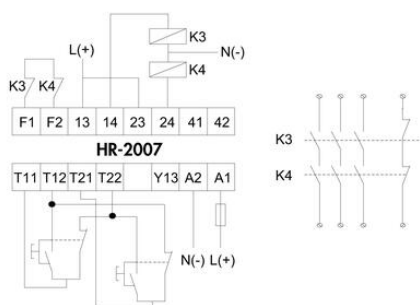 K3
L(+)
N(-)
K3 K4
K4
F1 F2 13 14 23 24 41 42
HR-2007
K3
T11 T12 T21 T22 Y13 A2 A1
K4
N(-) L(+)